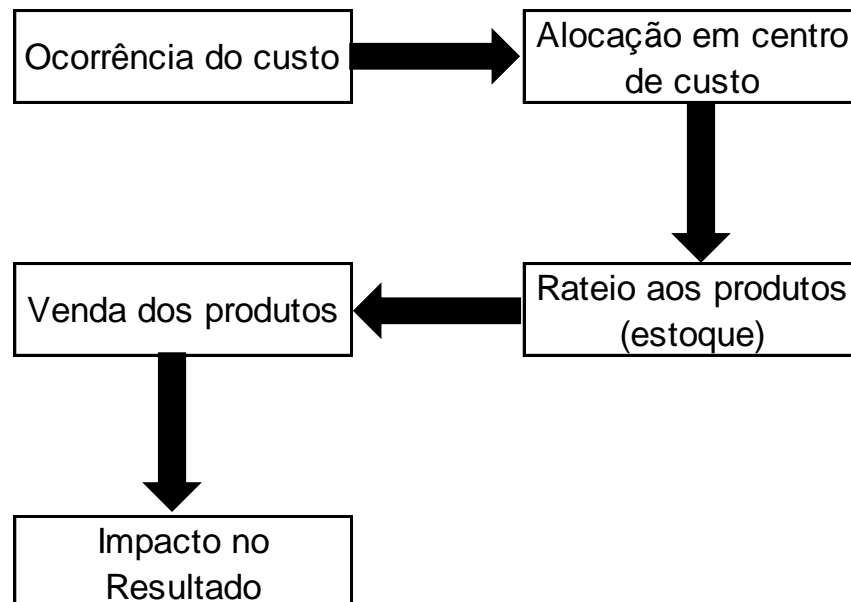 Ocorrência do custo
Alocação em centro
de custo
Venda dos produtos
Rateio aos produtos
(estoque)
Impacto no
Resultado